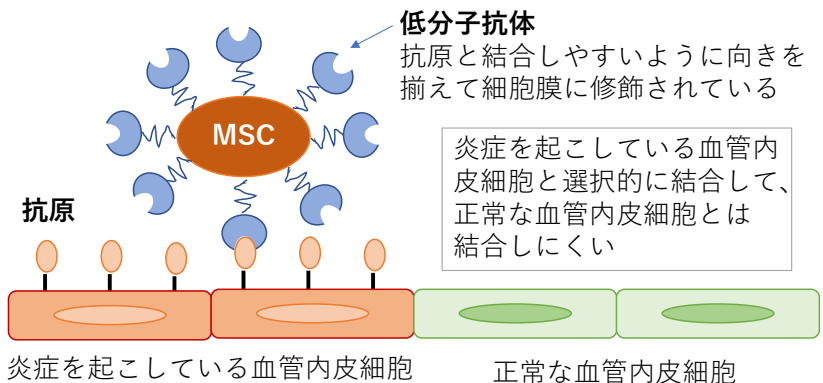 低分子抗体
抗原と結合しやすいように向きを
揃えて細胞膜に修飾されている
MSC
炎症を起こしている血管内
皮細胞と選択的に結合して、
正常な血管内皮細胞とは
結合しにくい
抗原
炎症を起こしている血管内皮細胞
正常な血管内皮細胞